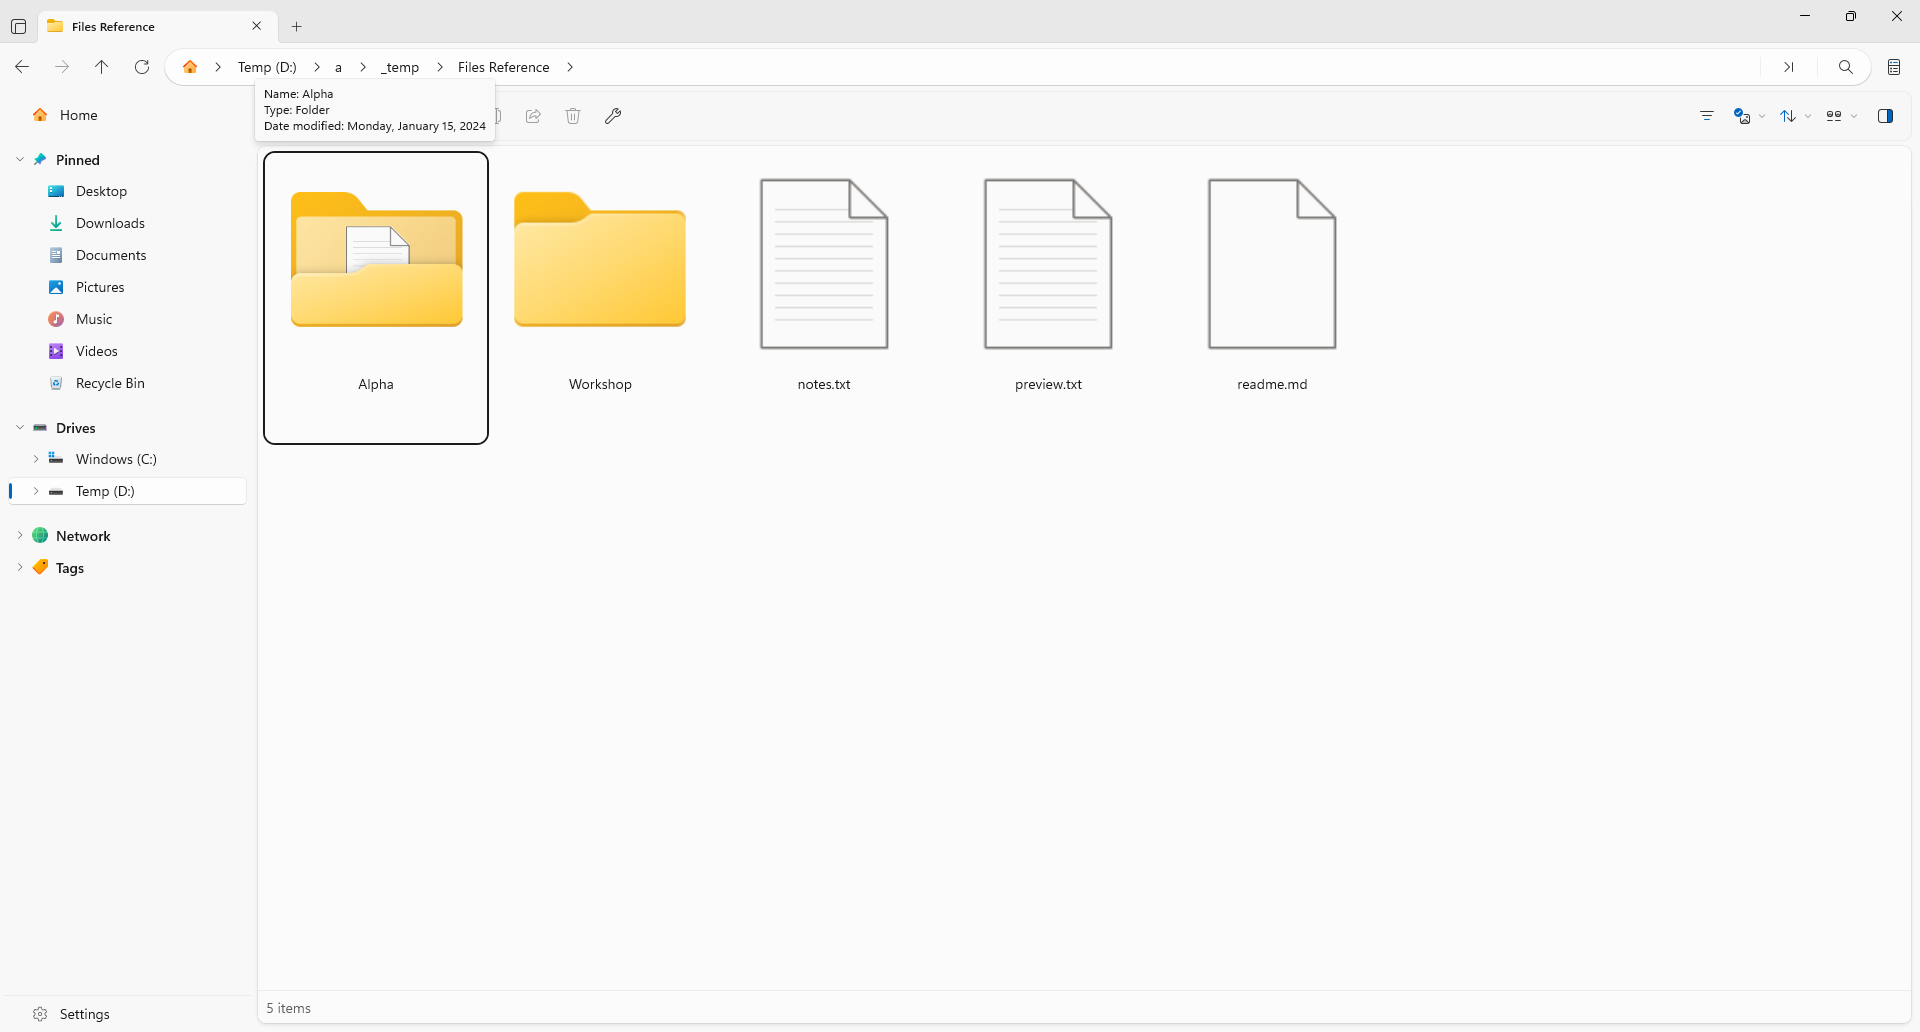 Files Reference
Temp (D:)
a
_temp
Files Reference
Name: Alpha
Type: Folder
Date modified: Monday, January 15, 2024
Home
Pinned
Desktop
Downloads
Documents
Pictures
Music
Videos
Recycle Bin
Drives
Windows (C:)
Temp (D:)
Network
Tags
Settings
Alpha
Workshop
notes.txt
preview.txt
readme.md
5 items